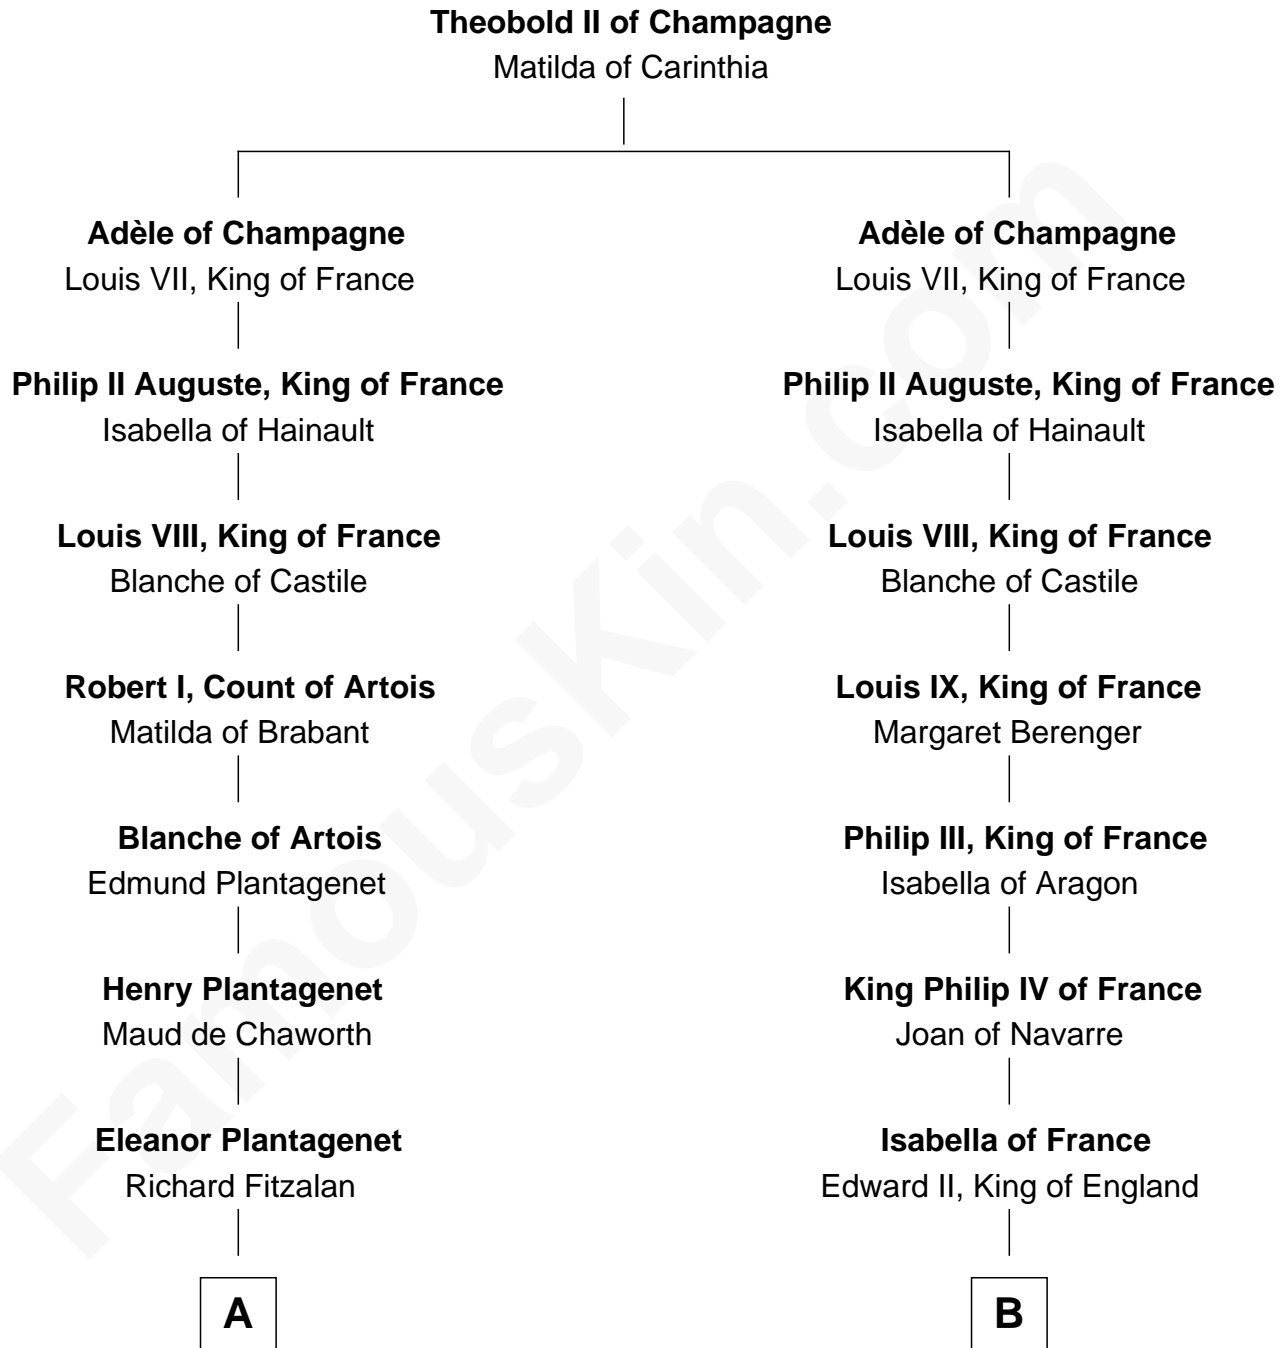 Theobold II of Champagne
Matilda of Carinthia
Adèle of Champagne
Louis VII, King of France
Philip II Auguste, King of France
Isabella of Hainault
Louis VIII, King of France
Blanche of Castile
Robert I, Count of Artois
Matilda of Brabant
Blanche of Artois
Edmund Plantagenet
Henry Plantagenet
Maud de Chaworth
Eleanor Plantagenet
Richard Fitzalan
A
Adèle of Champagne
Louis VII, King of France
Philip II Auguste, King of France
Isabella of Hainault
Louis VIII, King of France
Blanche of Castile
Louis IX, King of France
Margaret Berenger
Philip III, King of France
Isabella of Aragon
King Philip IV of France
Joan of Navarre
Isabella of France
Edward II, King of England
B
FamousKin.com